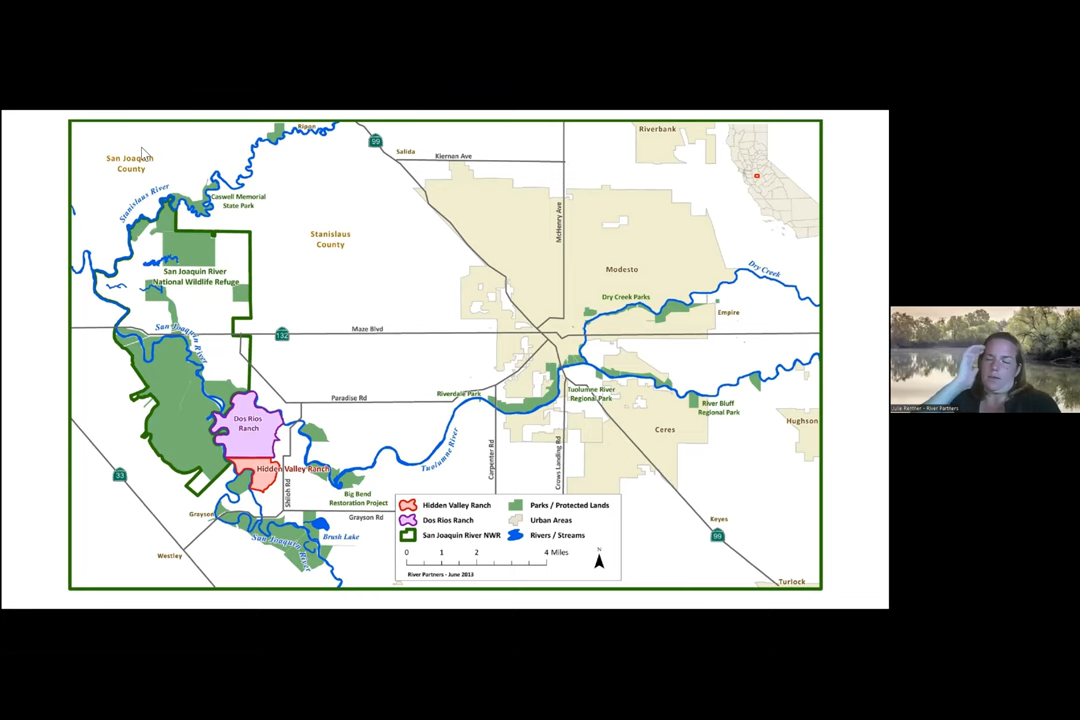 Ripon
Riverbank
99
Salida
Kiernan Ave
San Joaquin
County
Stanislaus River
Caswell Memorial
State Park
McHenry Ave
Stanislaus
County
Modesto
Dry Creek
San Joaquin River
National Wildlife Refuge
Dry Creek Parks
Empire
San Joaquin River
132
Maze Blvd
Riverdale Park
Tuolumne River
Regional Park
Paradise Rd
River Bluff
Regional Park
Dos Rios
Ranch
Hughson
Ceres
Tuolumne River
Carpenter Rd
Crows Landing Rd
Hidden Valley Ranch
33
Shiloh Rd
Big Bend
Restoration Project
Grayson
Grayson Rd
Keyes
99
San Joaquin River
Brush Lake
Westley
Turlock
Hidden Valley Ranch
Dos Rios Ranch
San Joaquin River NWR
Parks / Protected Lands
Urban Areas
Rivers / Streams
0 1 2 4 Miles
N
River Partners - June 2013
Julie Rentner - River Partners